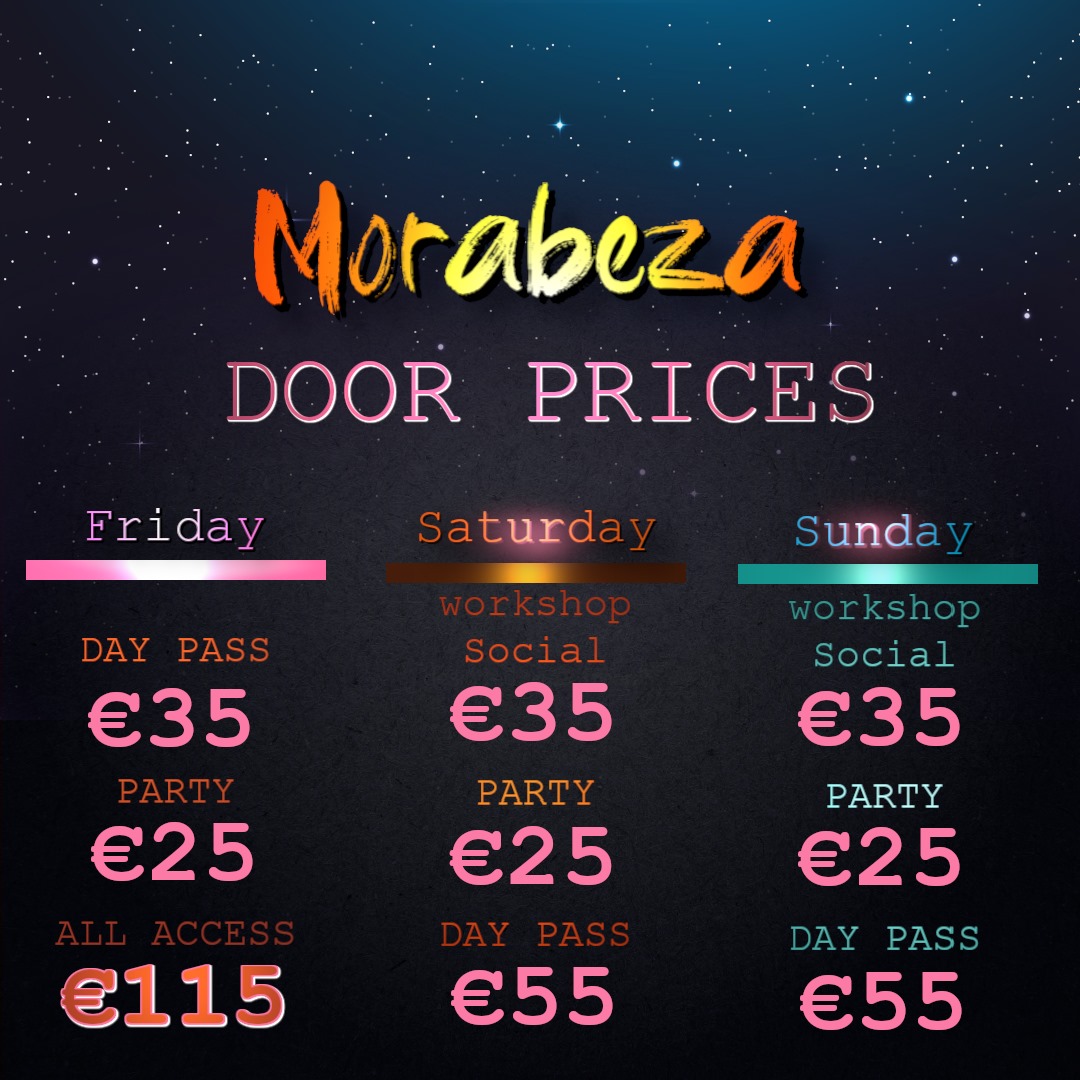 Morabeza
DOOR PRICES
Friday
DAY PASS
€35
PARTY
€25
ALL ACCESS
€115
Saturday
workshop
Social
€35
PARTY
€25
DAY PASS
€55
Sunday
workshop
Social
€35
PARTY
€25
DAY PASS
€55